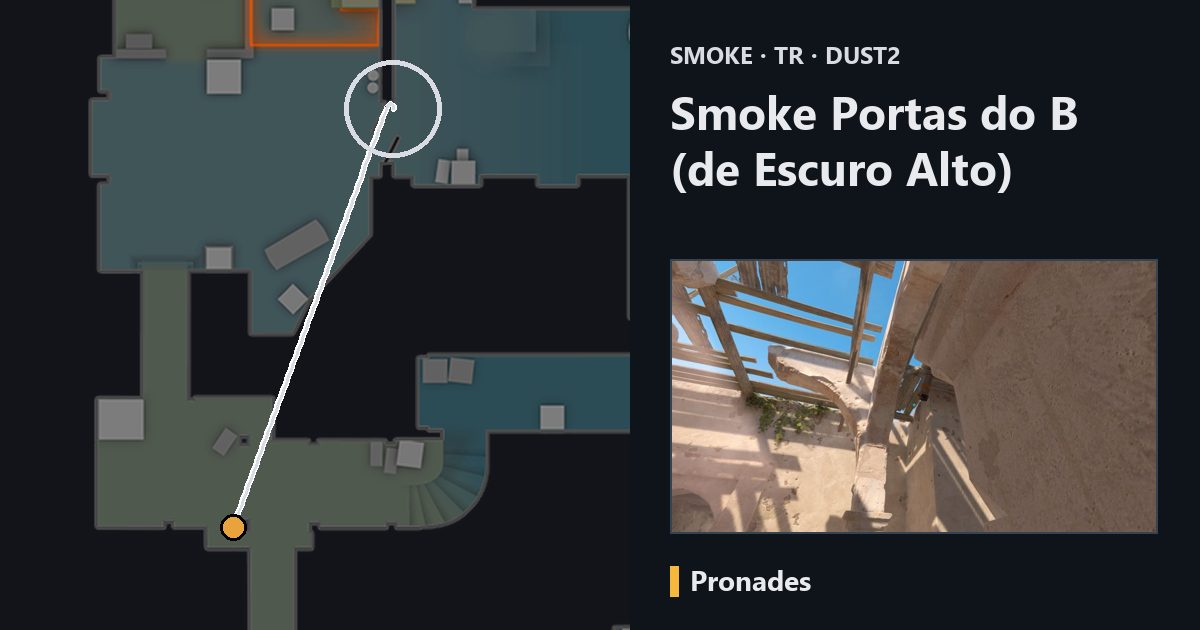 SMOKE · TR · DUST2
Smoke Portas do B
(de Escuro Alto)
Pronades